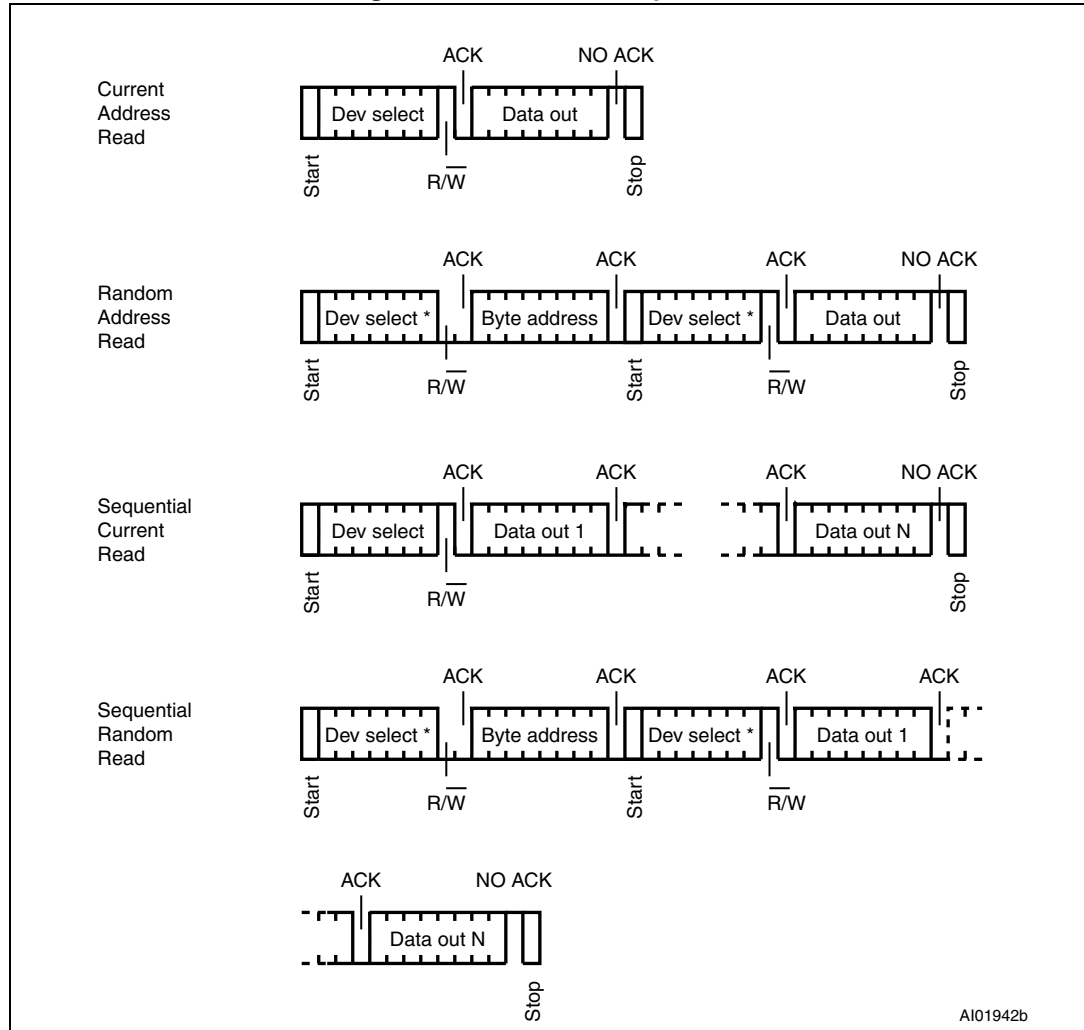 ACK NO ACK
Current
Address
Read
Dev select Data out
Start R/W̅ Stop
ACK ACK ACK NO ACK
Random
Address
Read
Dev select * Byte address Dev select * Data out
Start R/W̅ Start R̅/W Stop
ACK ACK ACK NO ACK
Sequential
Current
Read
Dev select Data out 1 Data out N
Start R/W̅ Stop
ACK ACK ACK ACK
Sequential
Random
Read
Dev select * Byte address Dev select * Data out 1
Start R/W̅ Start R̅/W
ACK NO ACK
Data out N
Stop
AI01942b